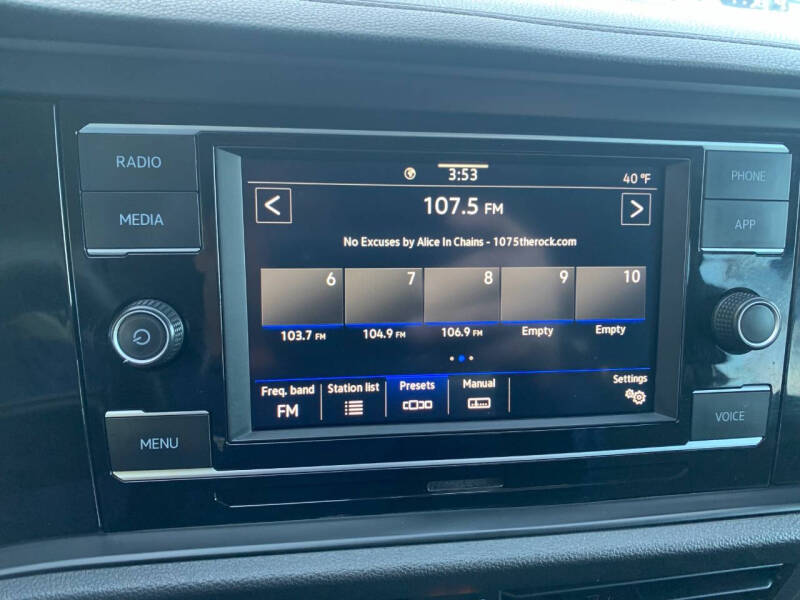 RADIO
MEDIA
MENU
3:53
40 °F
<
107.5 FM
>
No Excuses by Alice In Chains - 1075therock.com
6 7 8 9 10
103.7 FM 104.9 FM 106.9 FM Empty Empty
Freq. band Station list Presets Manual Settings
FM
PHONE
APP
VOICE